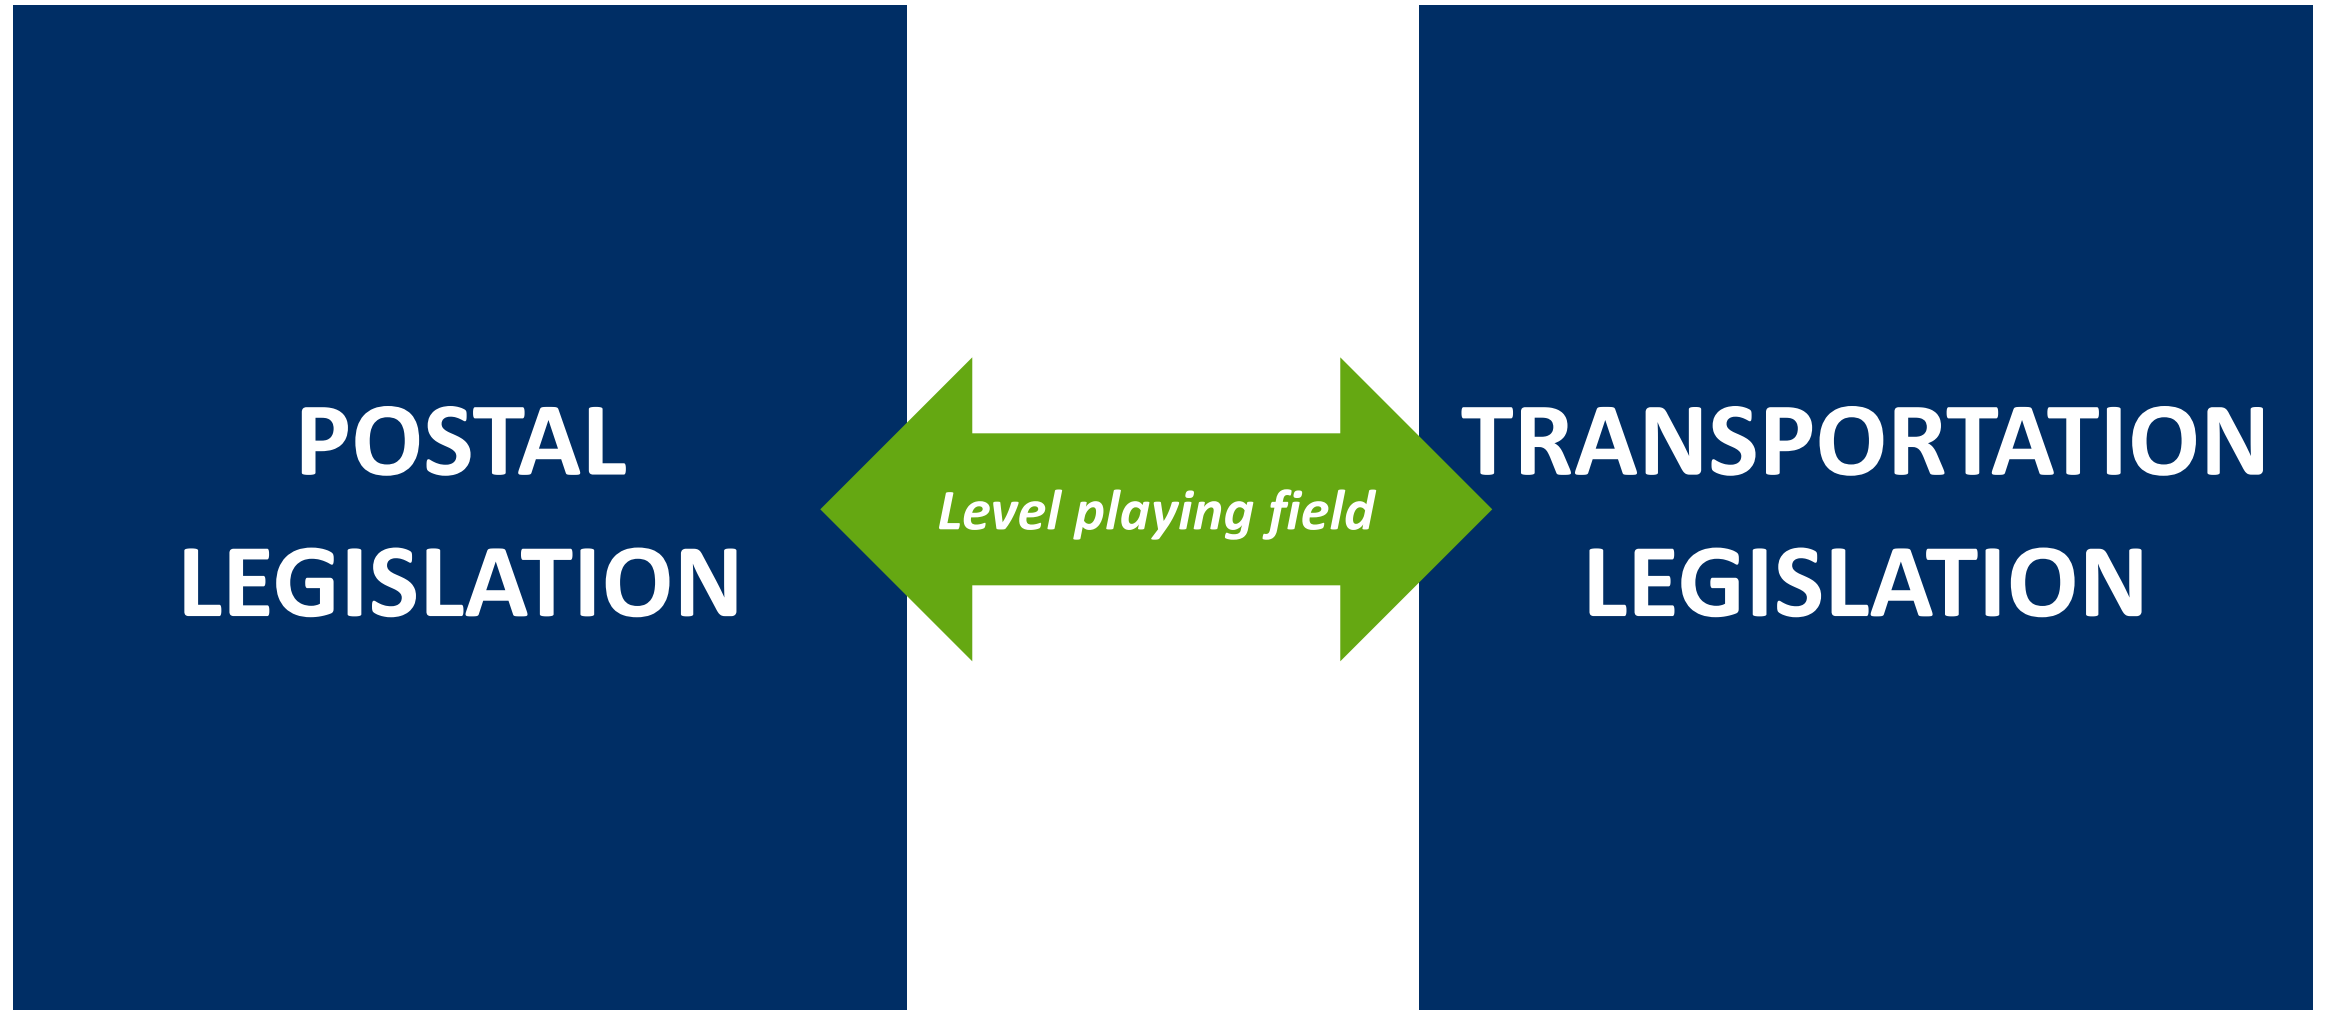 POSTAL
LEGISLATION
Level playing field
TRANSPORTATION
LEGISLATION